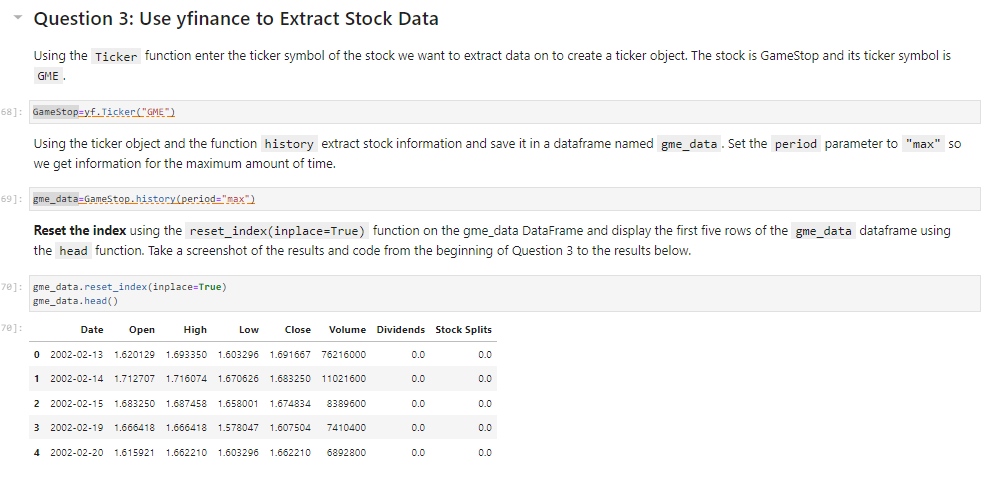 Question 3: Use yfinance to Extract Stock Data
Using the Ticker function enter the ticker symbol of the stock we want to extract data on to create a ticker object. The stock is GameStop and its ticker symbol is
GME .
68]: GameStop=yf.Ticker("GME")
Using the ticker object and the function history extract stock information and save it in a dataframe named gme_data . Set the period parameter to "max" so
we get information for the maximum amount of time.
69]: gme_data=GameStop.history(period="max")
Reset the index using the reset_index(inplace=True) function on the gme_data DataFrame and display the first five rows of the gme_data dataframe using
the head function. Take a screenshot of the results and code from the beginning of Question 3 to the results below.
70]: gme_data.reset_index(inplace=True)
gme_data.head()
70]: Date Open High Low Close Volume Dividends Stock Splits
0 2002-02-13 1.620129 1.693350 1.603296 1.691667 76216000 0.0 0.0
1 2002-02-14 1.712707 1.716074 1.670626 1.683250 11021600 0.0 0.0
2 2002-02-15 1.683250 1.687458 1.658001 1.674834 8389600 0.0 0.0
3 2002-02-19 1.666418 1.666418 1.578047 1.607504 7410400 0.0 0.0
4 2002-02-20 1.615921 1.662210 1.603296 1.662210 6892800 0.0 0.0